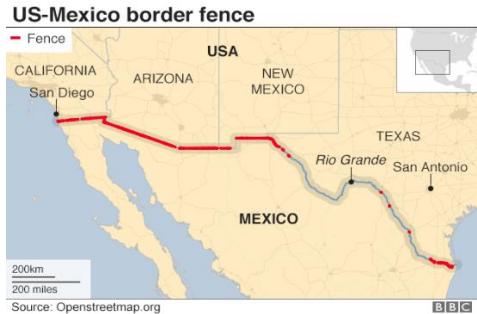 US-Mexico border fence
Fence
USA
CALIFORNIA
ARIZONA
NEW
MEXICO
San Diego
TEXAS
Rio Grande
San Antonio
MEXICO
200km
200 miles
Source: Openstreetmap.org
BBC